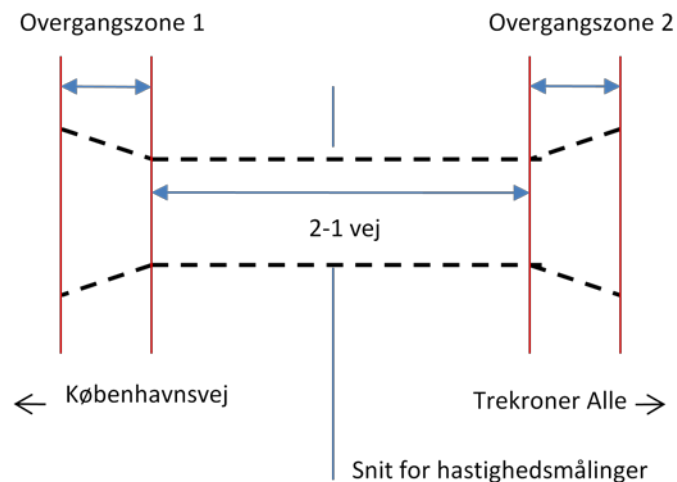 Overgangszone 1
Overgangszone 2
2-1 vej
Københavnsvej
Trekroner Alle
Snit for hastighedsmålinger